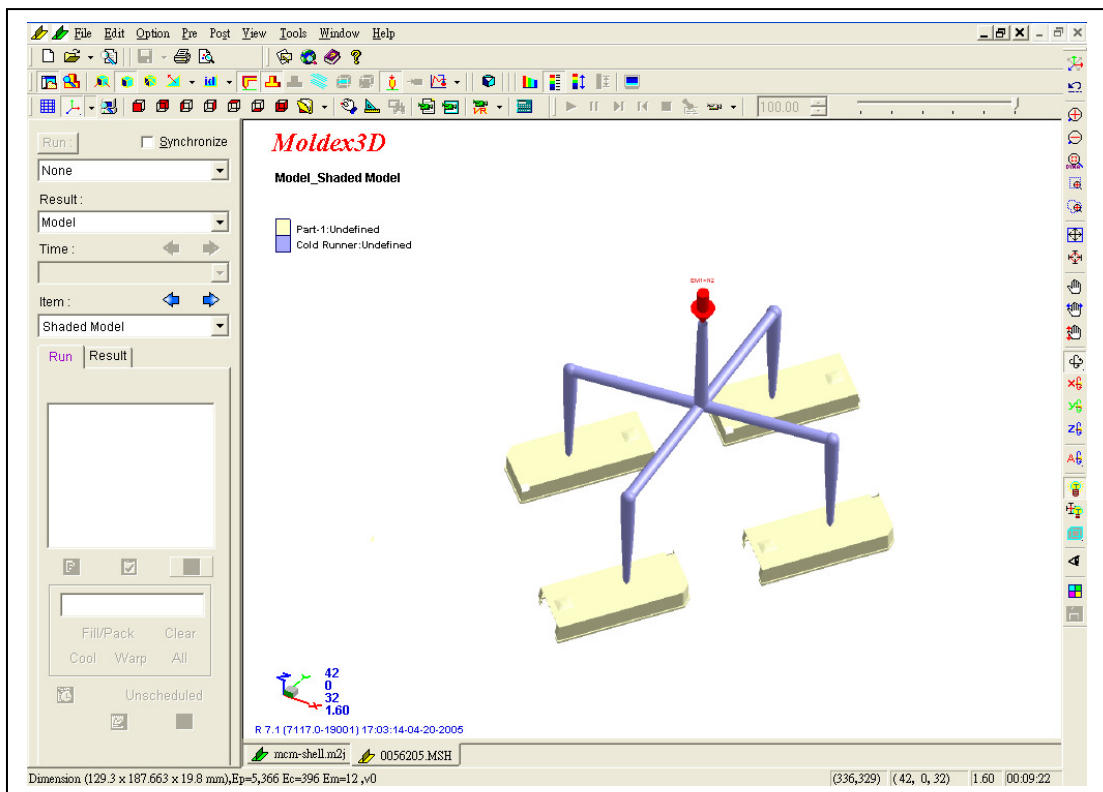 File Edit Option Pre Post View Tools Window Help
id
100.00
Run : Synchronize
None
Result :
Model
Time :
Item :
Shaded Model
Run Result
Fill/Pack Clear
Cool Warp All
Unscheduled
Moldex3D
Model_Shaded Model
Part-1:Undefined
Cold Runner:Undefined
42
0
32
1.60
R 7.1 (7117.0-19001) 17:03:14-04-20-2005
mcm-shell.m2j 0056205.MSH
Dimension (129.3 x 187.663 x 19.8 mm),Ep=5,366 Ec=396 Em=12 ,v0 (336,329) ( 42, 0, 32) 1.60 00:09:22